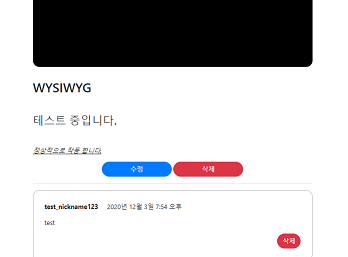 WYSIWYG
테스트 중입니다.
정상적으로 작동 합니다.
수정 삭제
test_nickname123 2020년 12월 3일 7:54 오후
test
삭제